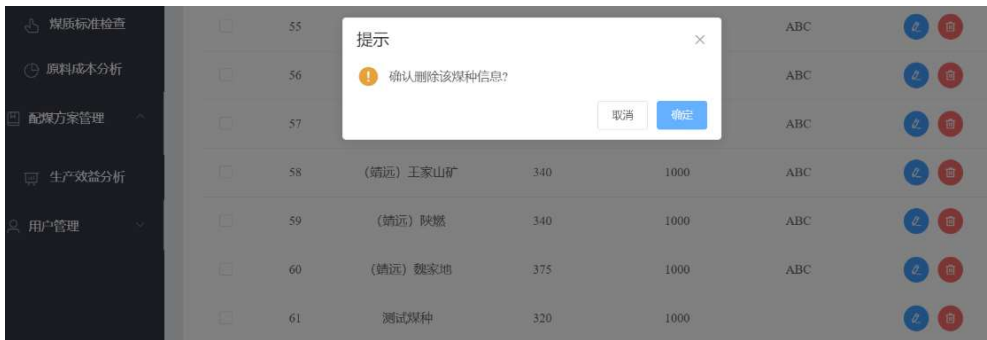 煤质标准检查
原料成本分析
配煤方案管理
生产效益分析
用户管理
提示
确认删除该煤种信息?
取消
确定
55 ABC
56 ABC
57 ABC
58 （靖远）王家山矿 340 1000 ABC
59 （靖远）陕燃 340 1000 ABC
60 （靖远）魏家地 375 1000 ABC
61 测试煤种 320 1000